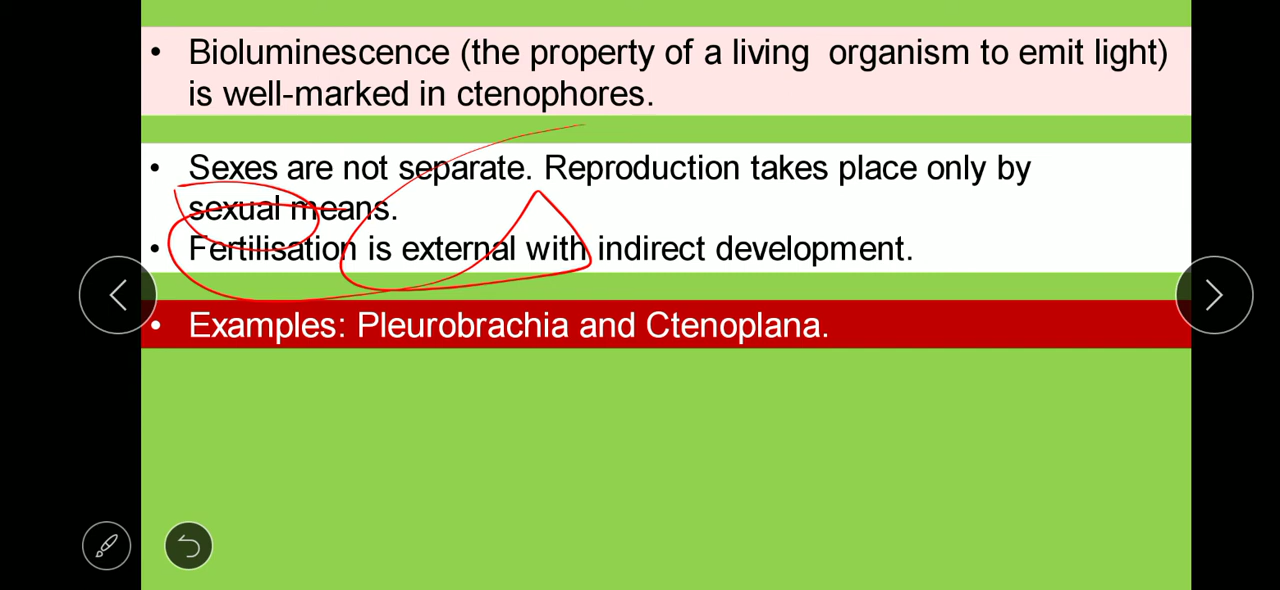 • Bioluminescence (the property of a living organism to emit light)
is well-marked in ctenophores.
• Sexes are not separate. Reproduction takes place only by
sexual means.
• Fertilisation is external with indirect development.
• Examples: Pleurobrachia and Ctenoplana.